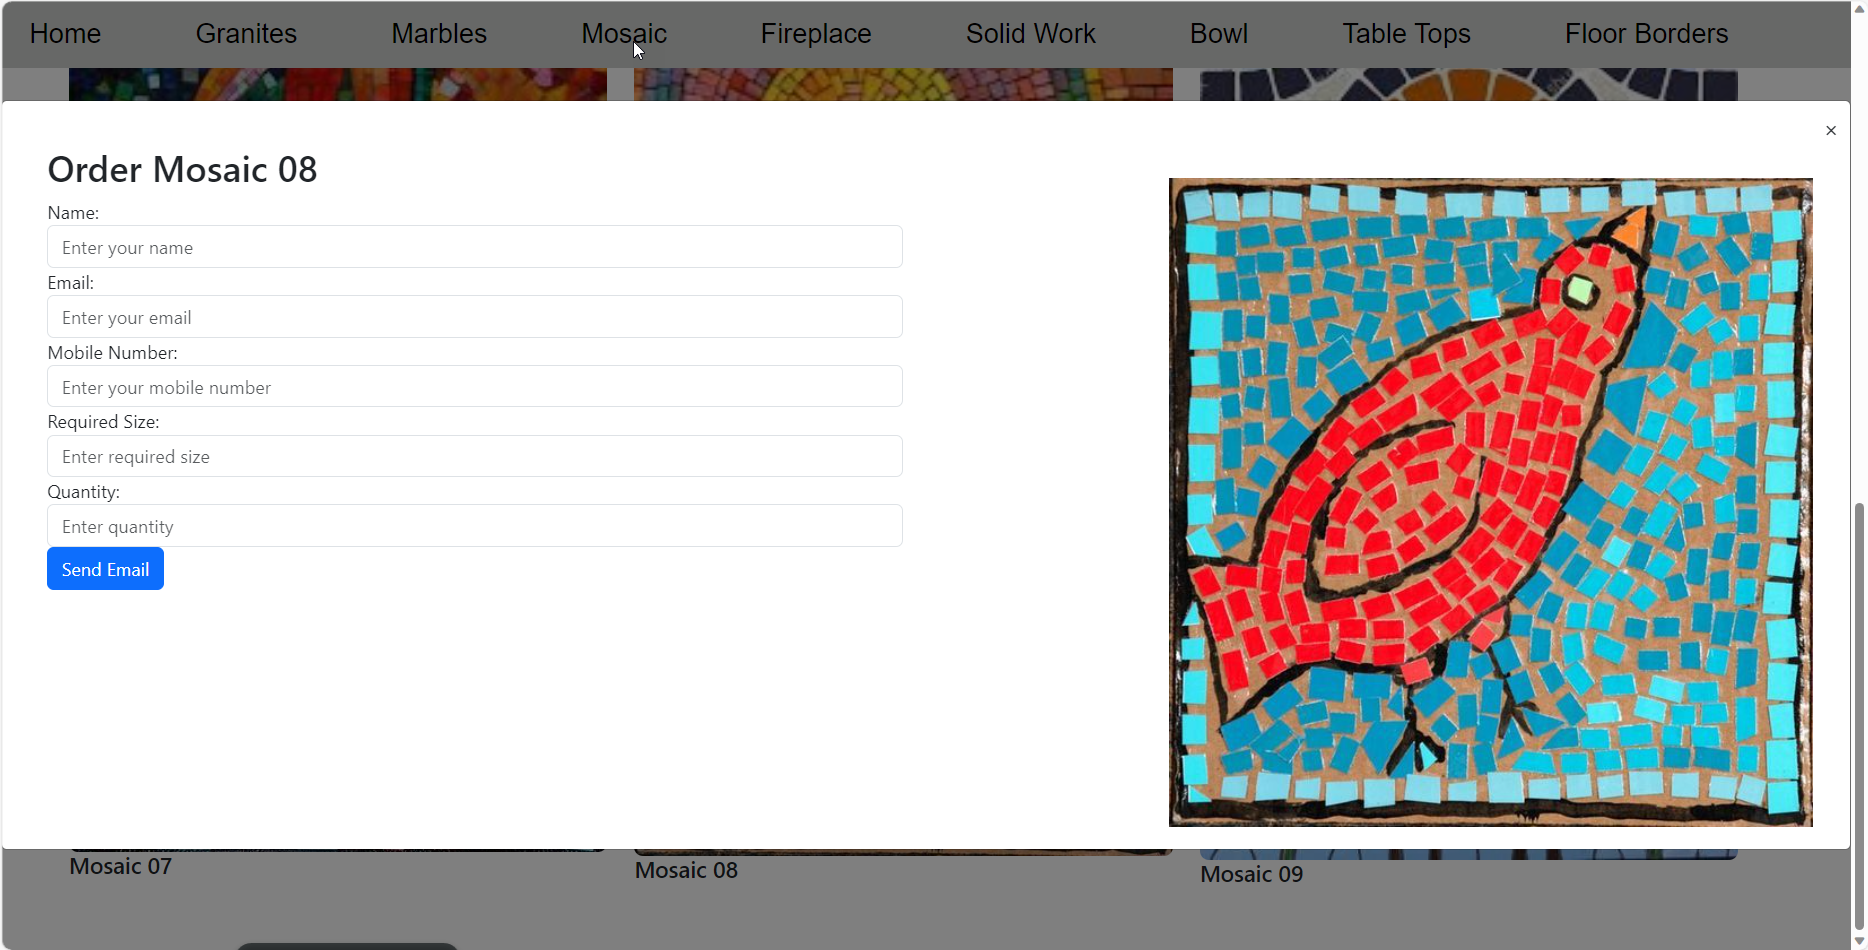 Home Granites Marbles Mosaic Fireplace Solid Work Bowl Table Tops Floor Borders
×
Order Mosaic 08
Name:
Enter your name
Email:
Enter your email
Mobile Number:
Enter your mobile number
Required Size:
Enter required size
Quantity:
Enter quantity
Send Email
Mosaic 07
Mosaic 08
Mosaic 09